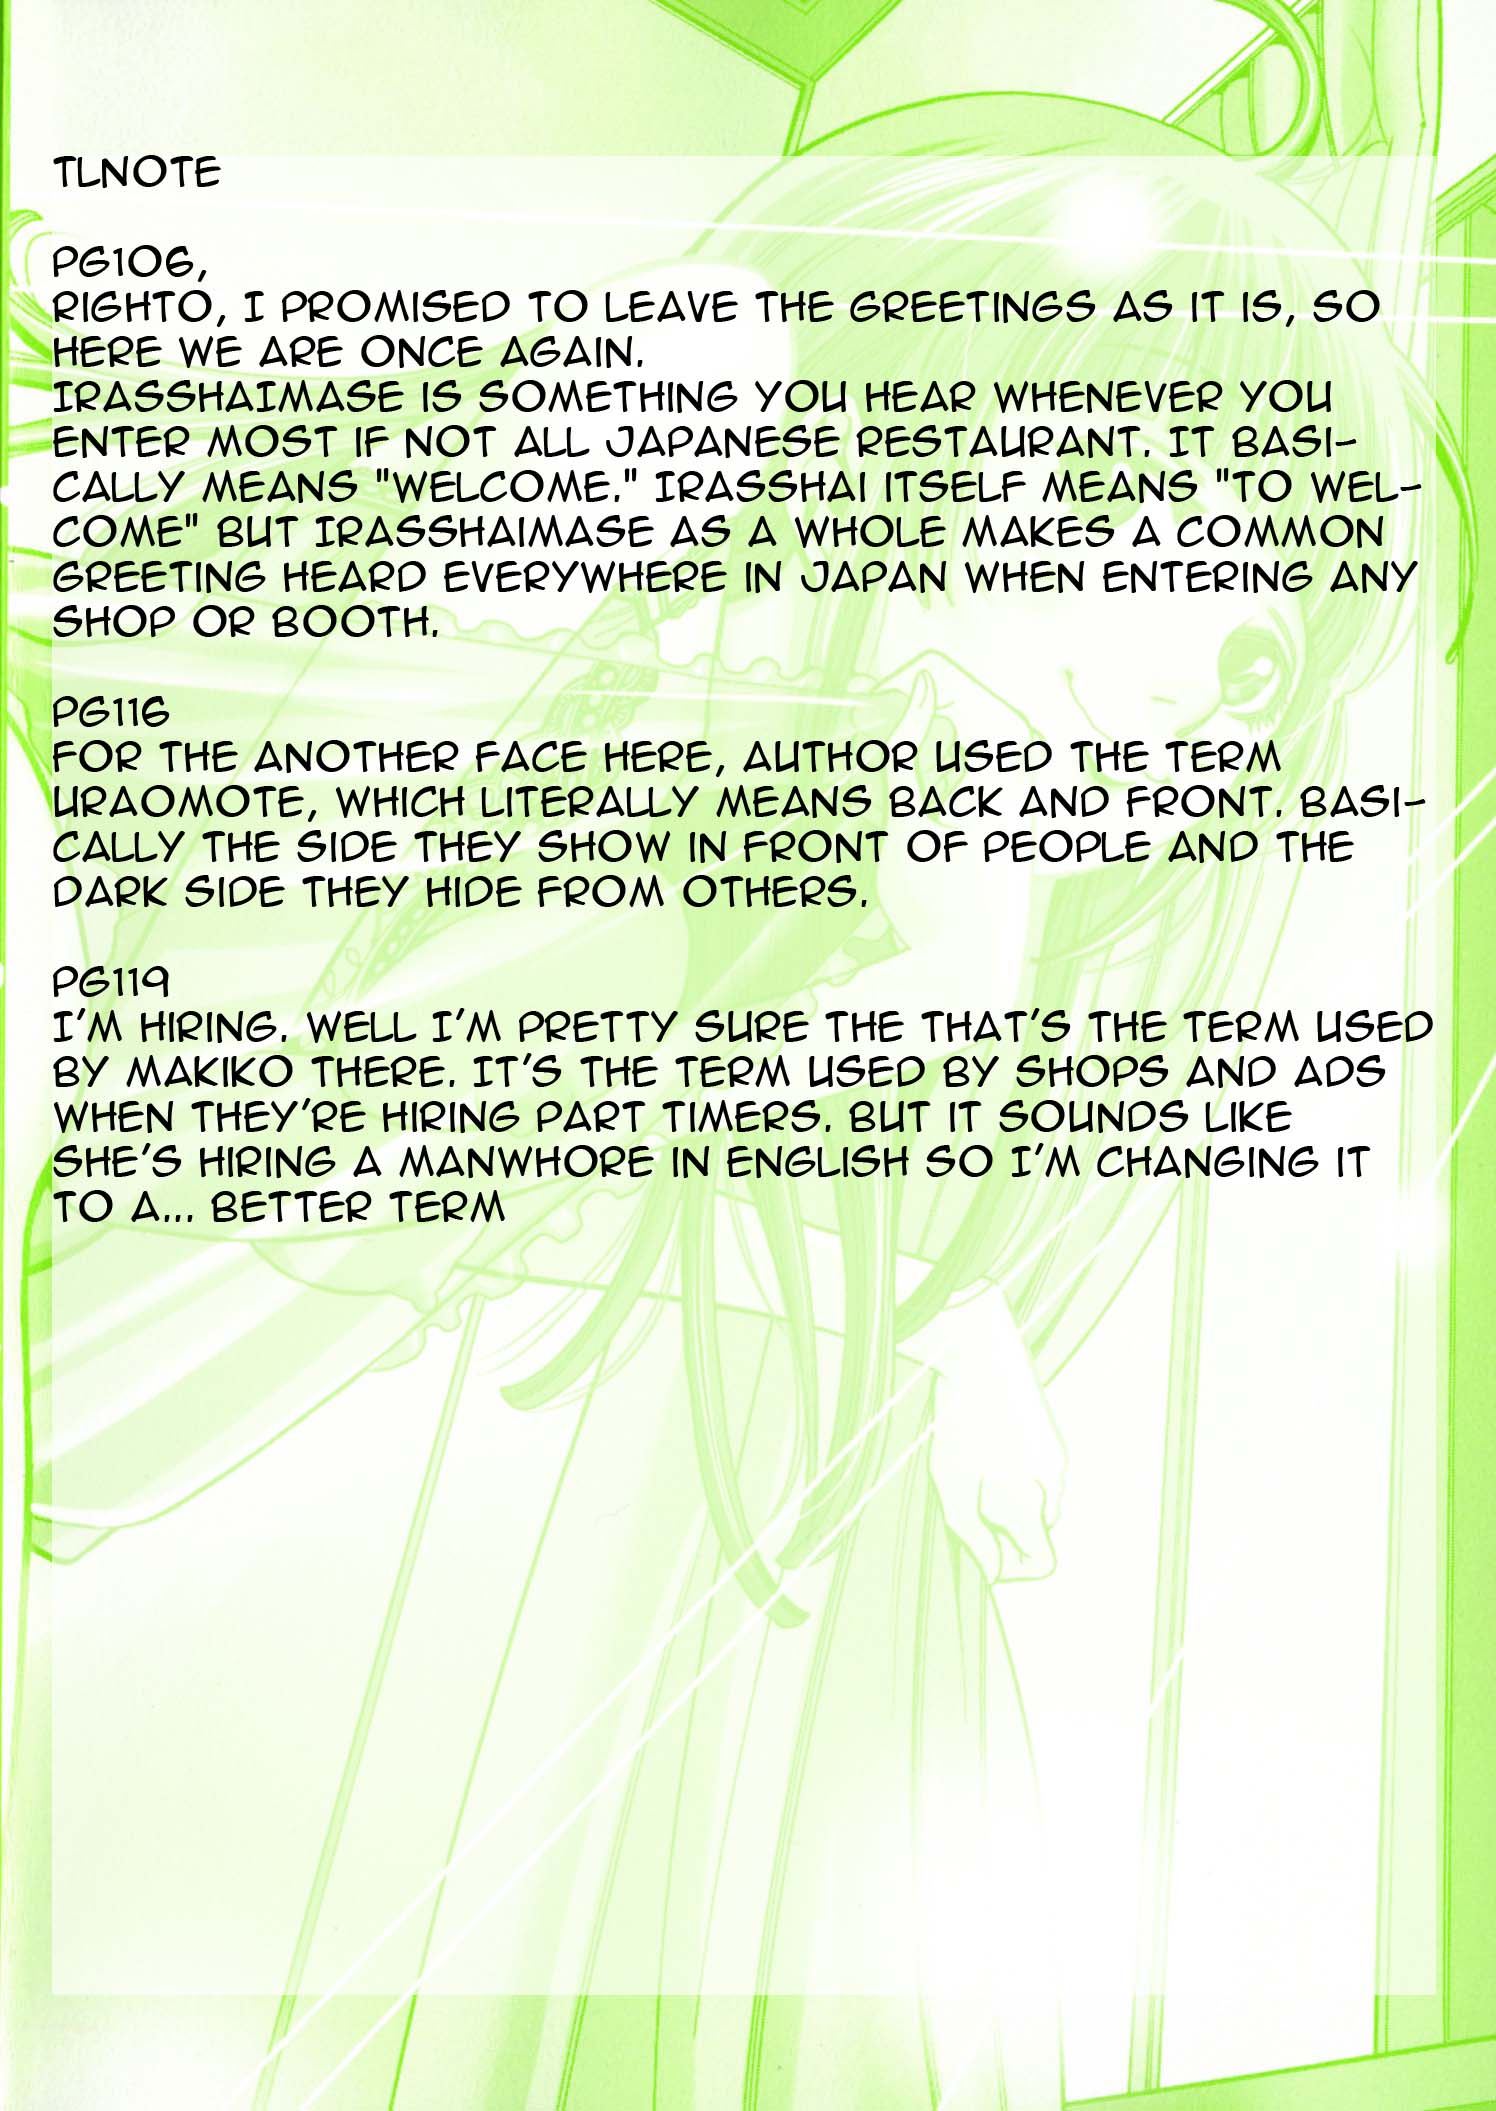 TLNOTE
PG106,
RIGHTO, I PROMISED TO LEAVE THE GREETINGS AS IT IS, SO
HERE WE ARE ONCE AGAIN.
IRASSHAIMASE IS SOMETHING YOU HEAR WHENEVER YOU
ENTER MOST IF NOT ALL JAPANESE RESTAURANT. IT BASI-
CALLY MEANS "WELCOME." IRASSHAI ITSELF MEANS "TO WEL-
COME" BUT IRASSHAIMASE AS A WHOLE MAKES A COMMON
GREETING HEARD EVERYWHERE IN JAPAN WHEN ENTERING ANY
SHOP OR BOOTH.
PG116
FOR THE ANOTHER FACE HERE, AUTHOR USED THE TERM
URAOMOTE, WHICH LITERALLY MEANS BACK AND FRONT. BASI-
CALLY THE SIDE THEY SHOW IN FRONT OF PEOPLE AND THE
DARK SIDE THEY HIDE FROM OTHERS.
PG119
I'M HIRING. WELL I'M PRETTY SURE THE THAT'S THE TERM USED
BY MAKIKO THERE. IT'S THE TERM USED BY SHOPS AND ADS
WHEN THEY'RE HIRING PART TIMERS. BUT IT SOUNDS LIKE
SHE'S HIRING A MANWHORE IN ENGLISH SO I'M CHANGING IT
TO A... BETTER TERM